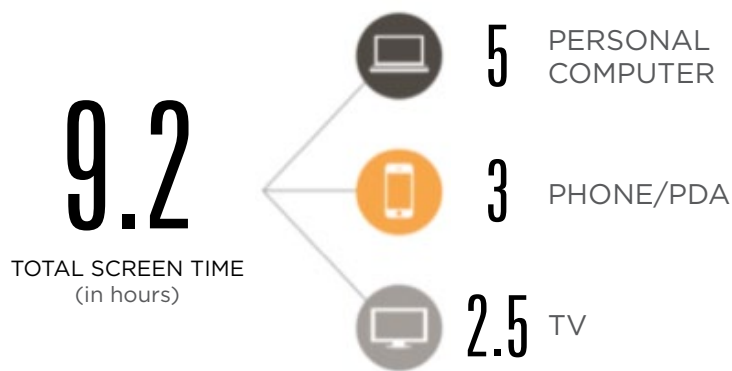 9.2
TOTAL SCREEN TIME
(in hours)
5
PERSONAL
COMPUTER
3
PHONE/PDA
2.5
TV